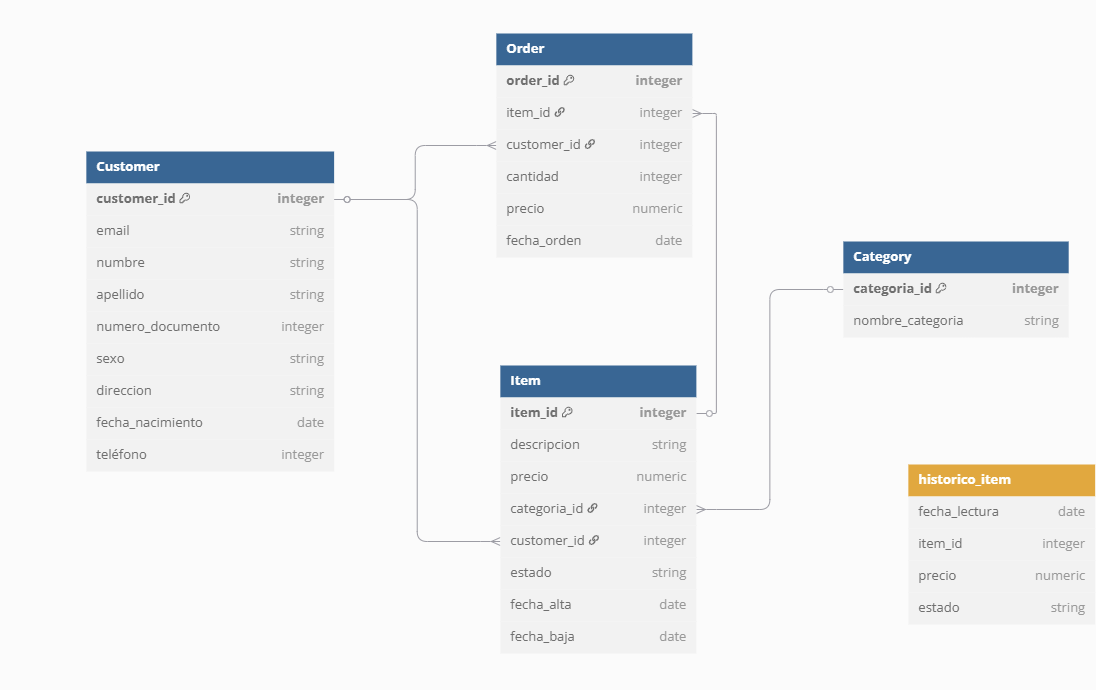 Order
order_id integer
item_id integer
customer_id integer
cantidad integer
precio numeric
fecha_orden date
Customer
customer_id integer
email string
numbre string
apellido string
numero_documento integer
sexo string
direccion string
fecha_nacimiento date
teléfono integer
Category
categoria_id integer
nombre_categoria string
Item
item_id integer
descripcion string
precio numeric
categoria_id integer
customer_id integer
estado string
fecha_alta date
fecha_baja date
historico_item
fecha_lectura date
item_id integer
precio numeric
estado string